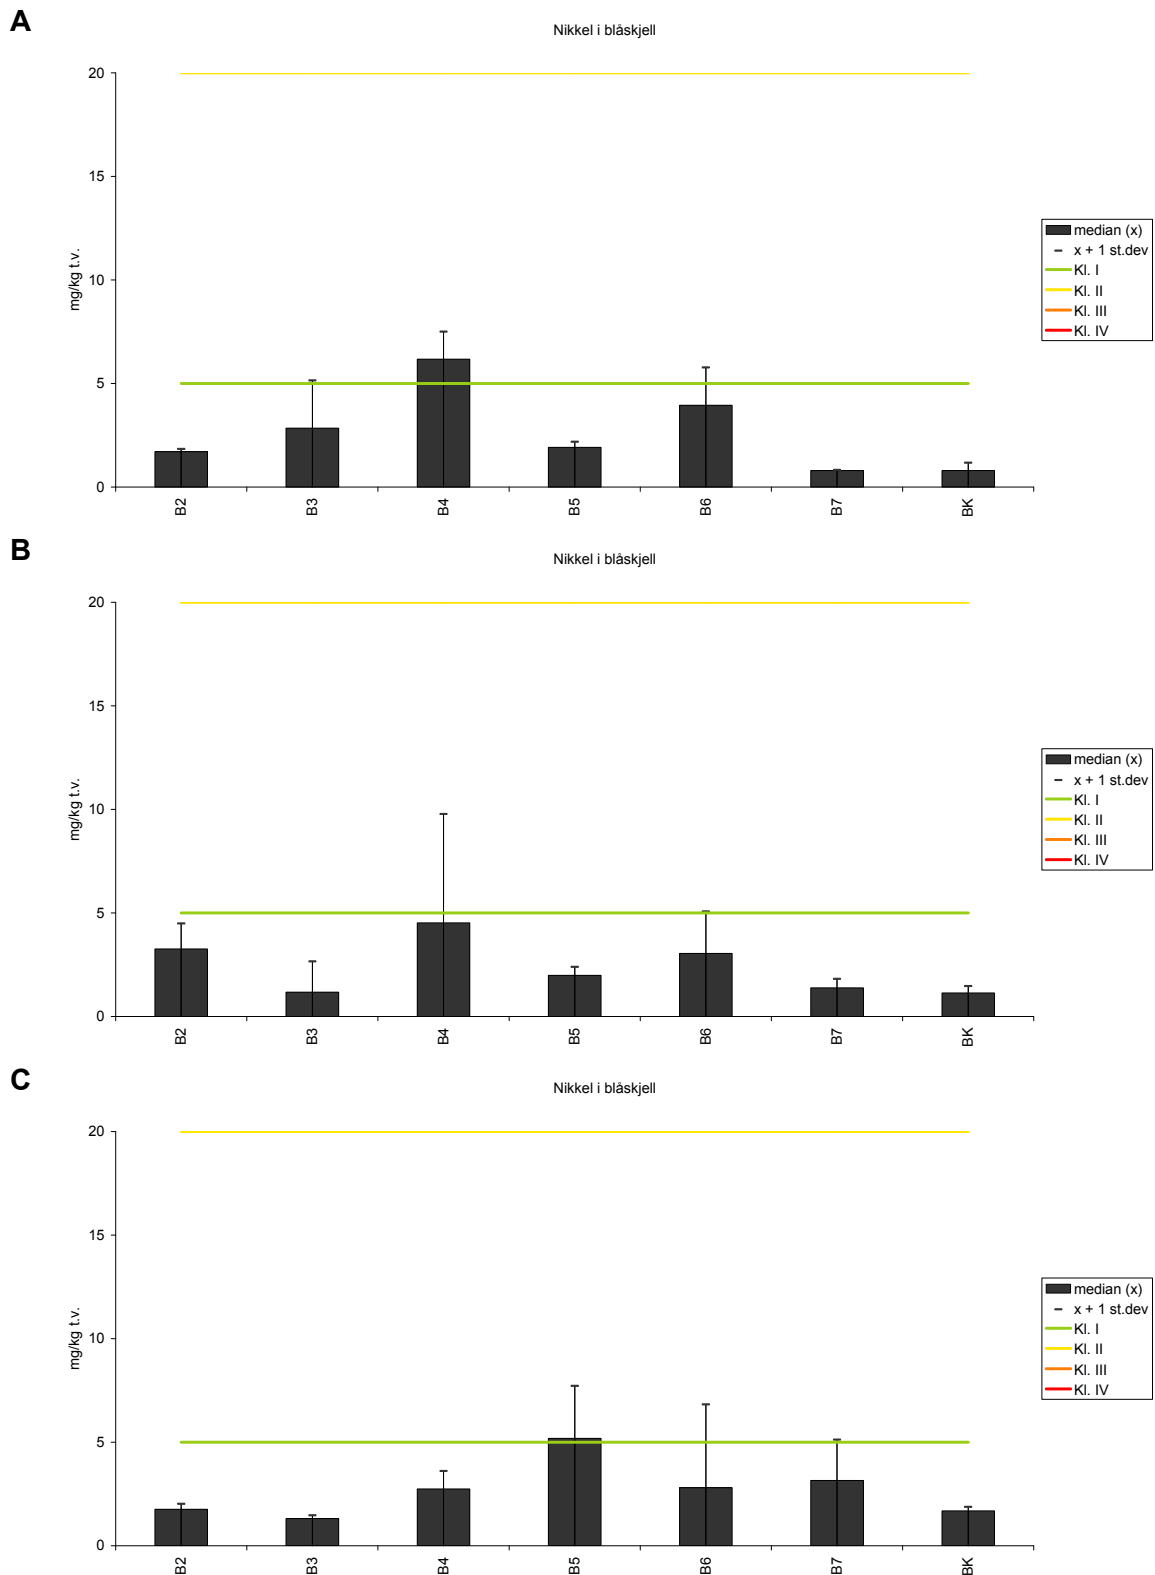 A
Nikkel i blåskjell
20
15
10
5
0
mg/kg t.v.
B2
B3
B4
B5
B6
B7
BK
median (x)
x + 1 st.dev
Kl. I
Kl. II
Kl. III
Kl. IV
B
Nikkel i blåskjell
20
15
10
5
0
mg/kg t.v.
B2
B3
B4
B5
B6
B7
BK
median (x)
x + 1 st.dev
Kl. I
Kl. II
Kl. III
Kl. IV
C
Nikkel i blåskjell
20
15
10
5
0
mg/kg t.v.
B2
B3
B4
B5
B6
B7
BK
median (x)
x + 1 st.dev
Kl. I
Kl. II
Kl. III
Kl. IV